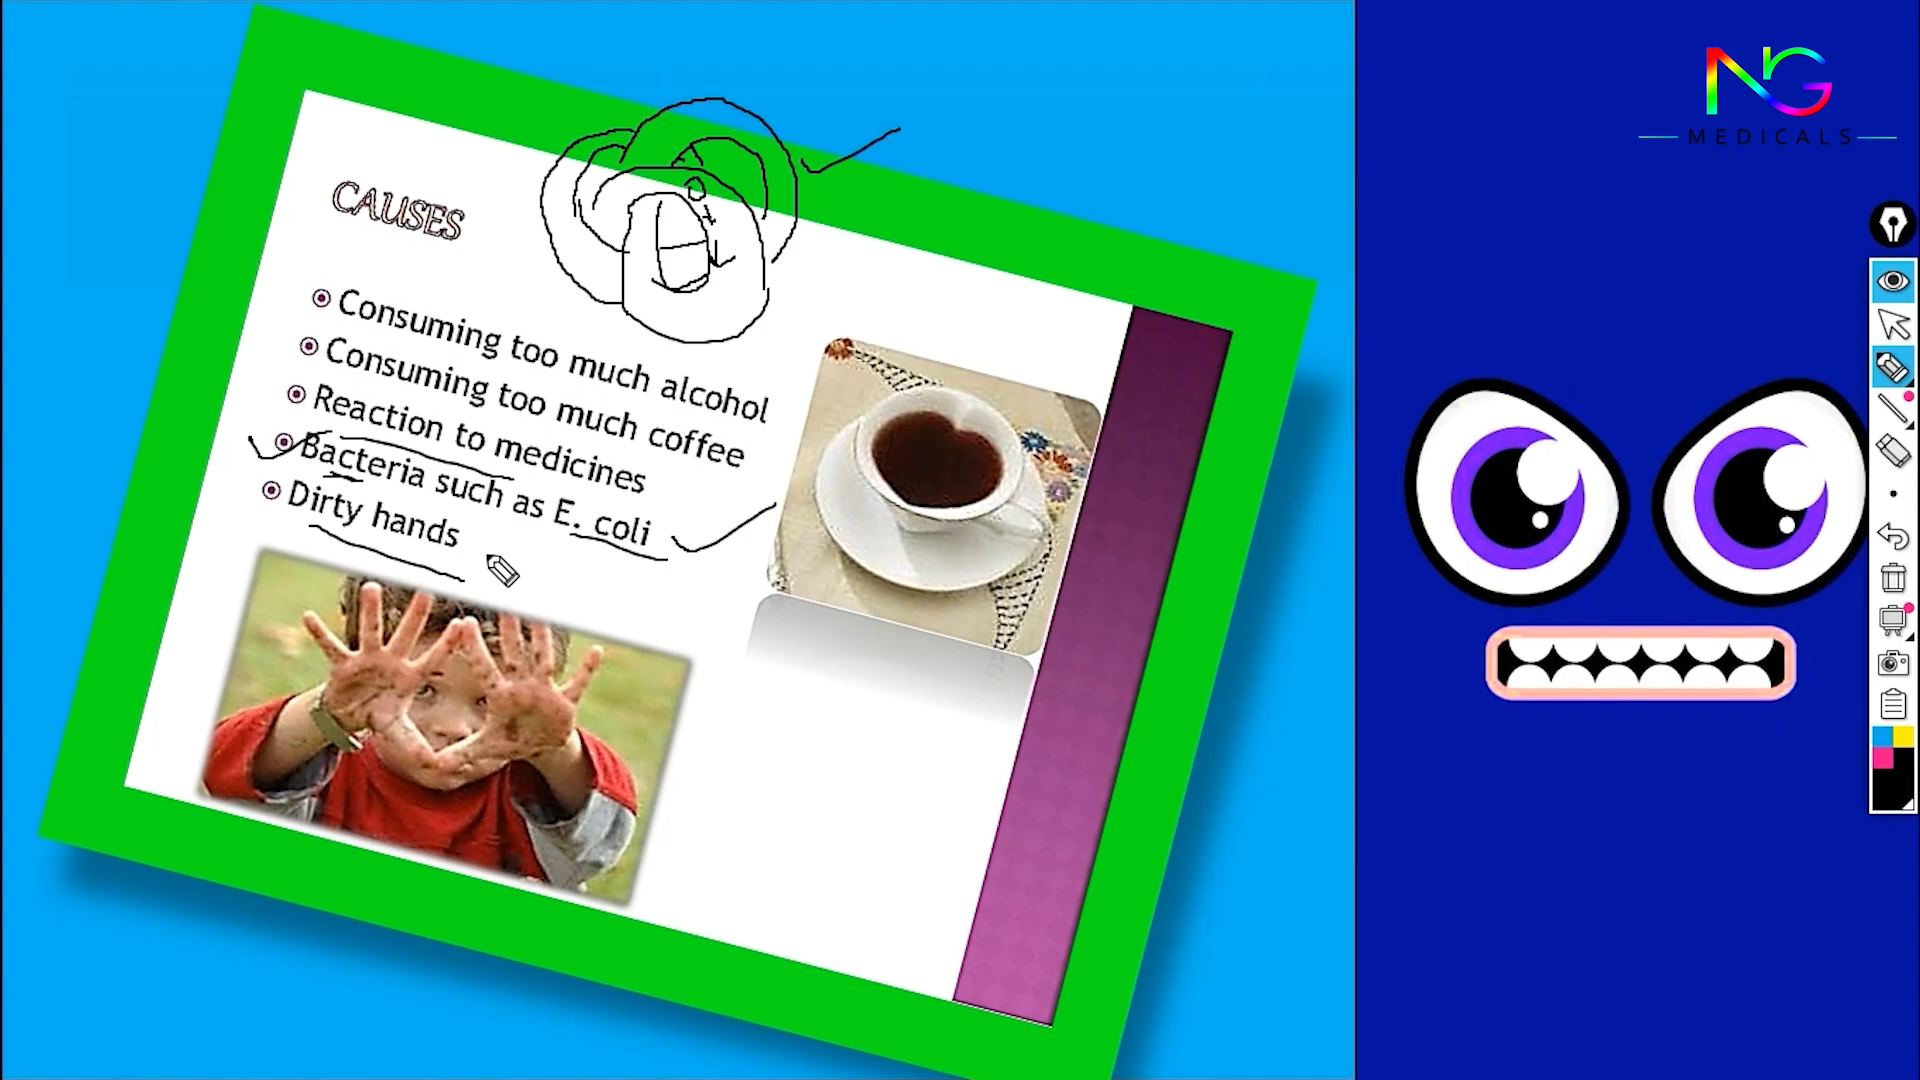 NG
MEDICALS
CAUSES
Consuming too much alcohol
Consuming too much coffee
Reaction to medicines
Bacteria such as E. coli
Dirty hands